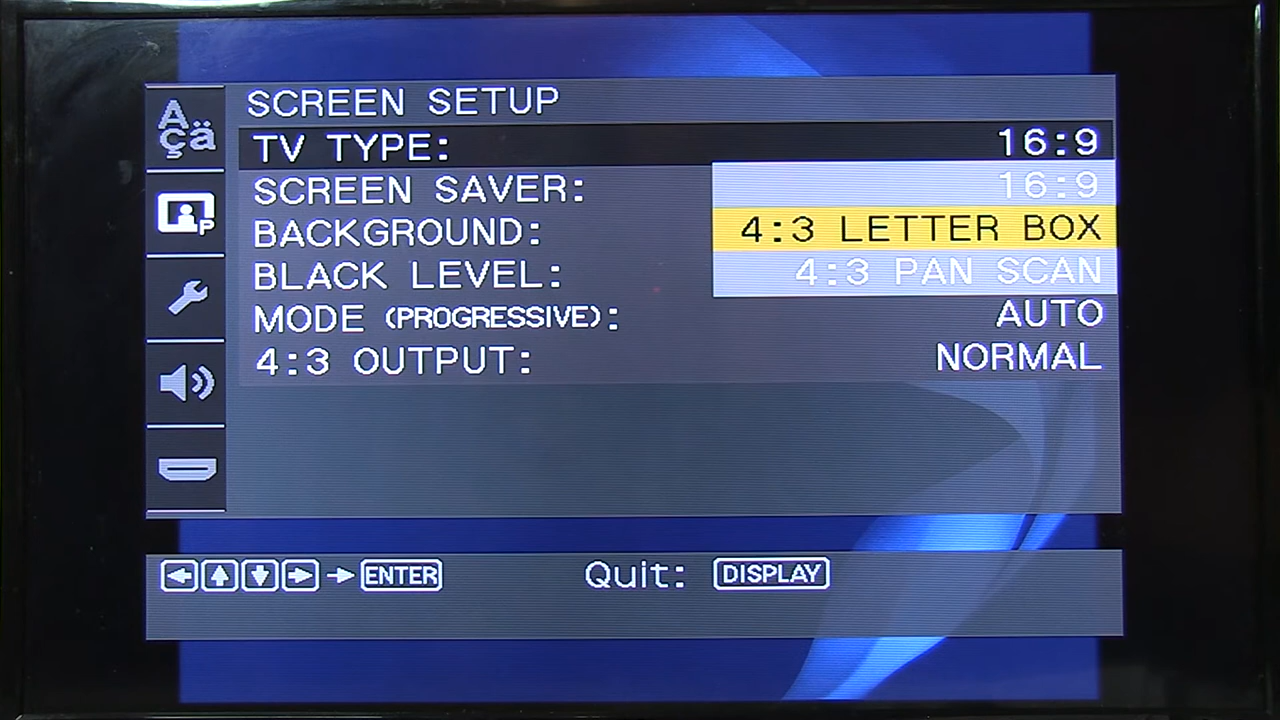 SCREEN SETUP
TV TYPE: 16:9
SCREEN SAVER: 16:9
BACKGROUND: 4:3 LETTER BOX
BLACK LEVEL: 4:3 PAN SCAN
MODE (PROGRESSIVE): AUTO
4:3 OUTPUT: NORMAL
A
Çä
P
ENTER Quit: DISPLAY